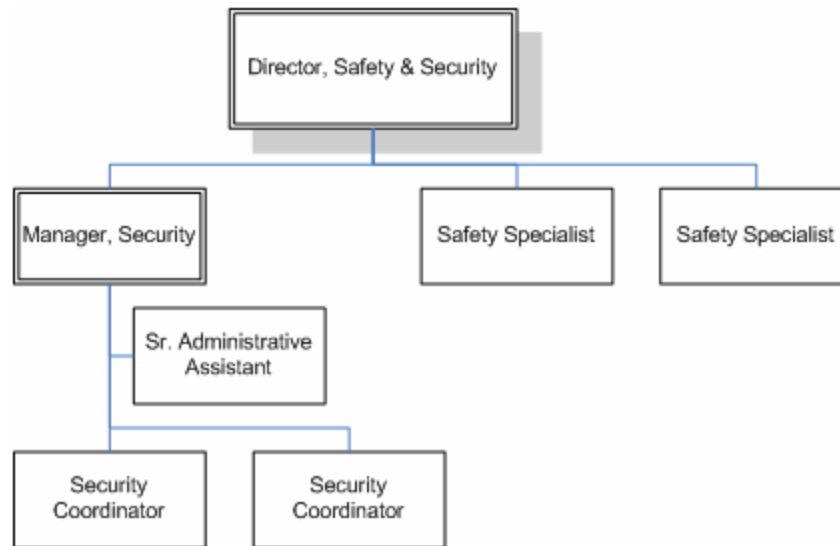 Director, Safety & Security
Manager, Security
Safety Specialist
Safety Specialist
Sr. Administrative
Assistant
Security
Coordinator
Security
Coordinator